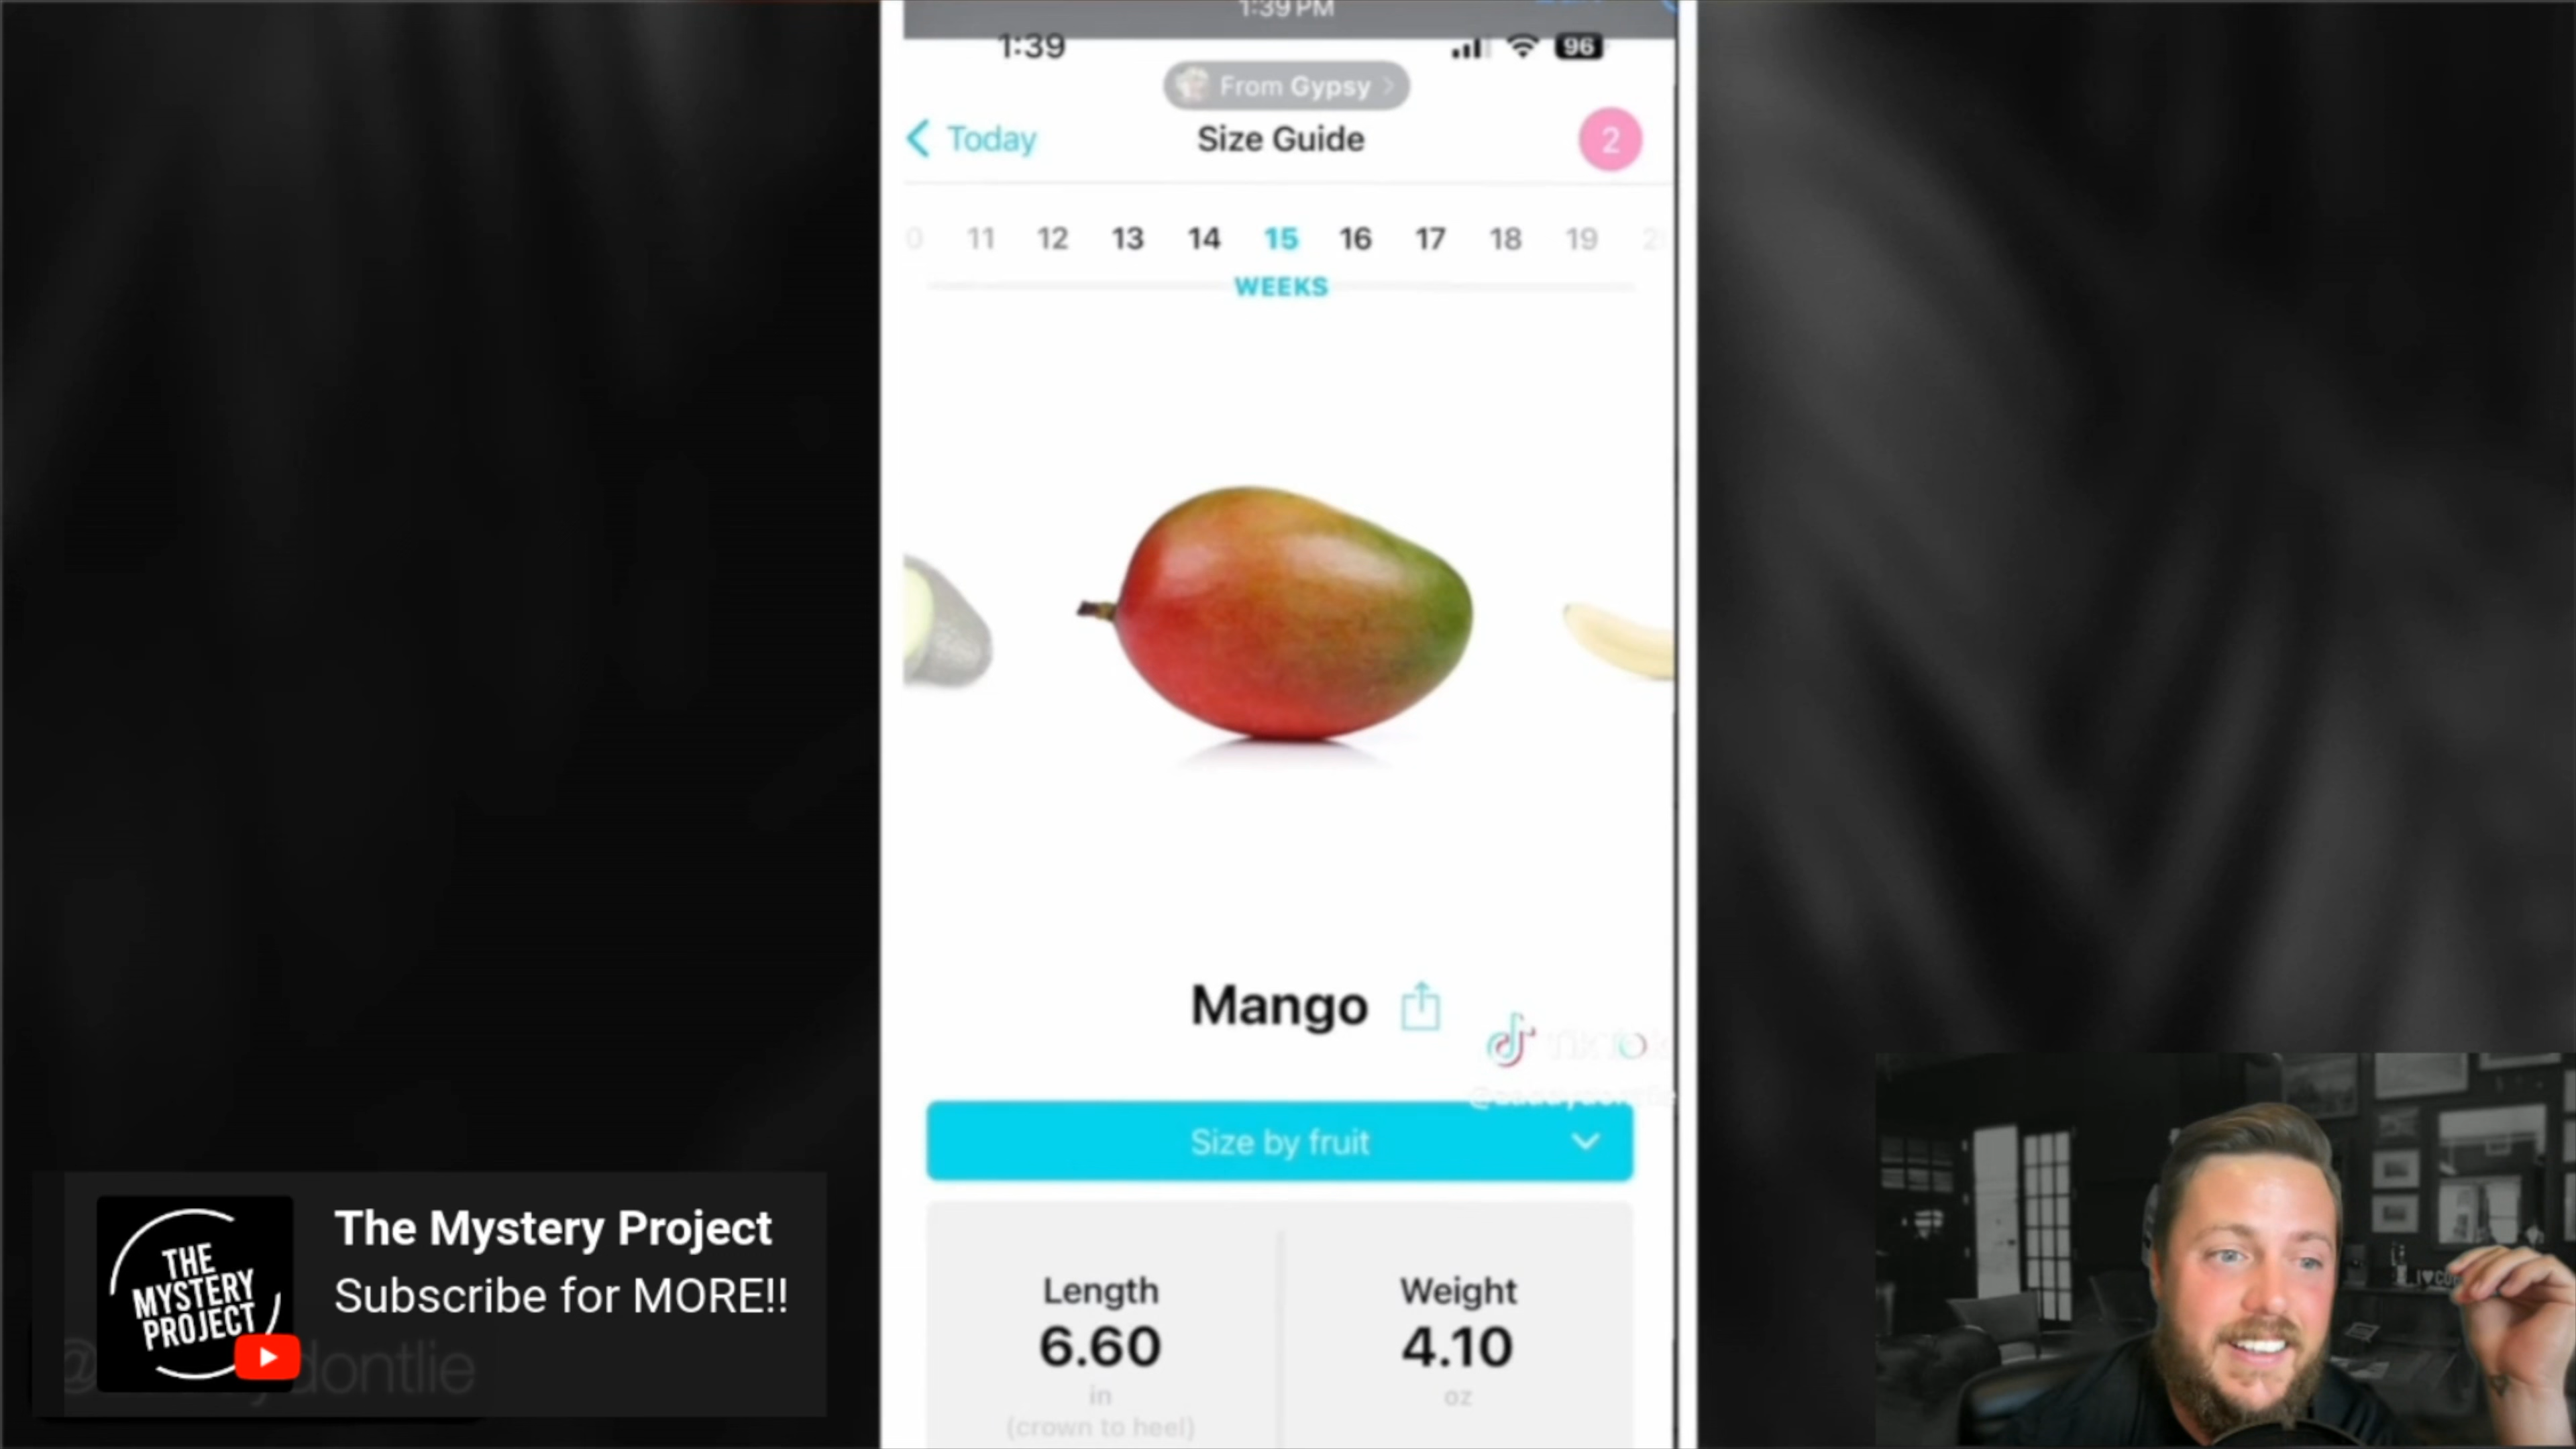 1:39 PM
1:39
96
From Gypsy
Today
Size Guide
2
11 12 13 14 15 16 17 18 19
WEEKS
Mango
TikTok
Size by fruit
Length
6.60
in
(crown to heel)
Weight
4.10
oz
THE
MYSTERY
PROJECT
The Mystery Project
Subscribe for MORE!!
dontlie